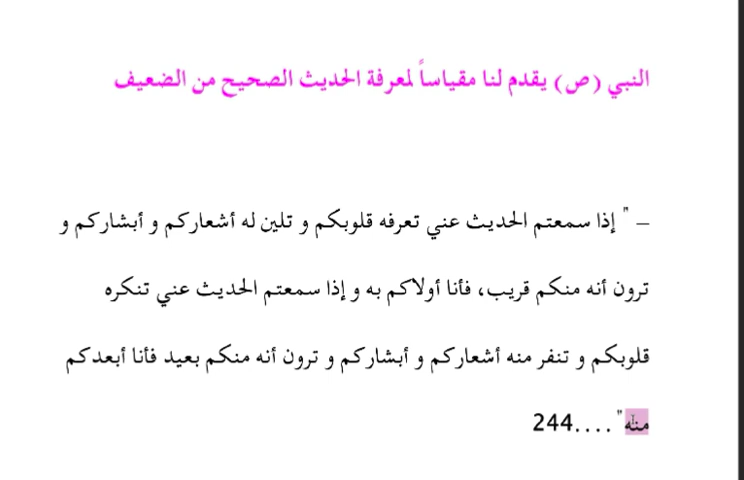 النبي (ص) يقدم لنا مقياساً لمعرفة الحديث الصحيح من الضعيف
– " إذا سمعتم الحديث عني تعرفه قلوبكم و تلين له أشعاركم و أبشاركم و
ترون أنه منكم قريب، فأنا أولاكم به و إذا سمعتم الحديث عني تنكره
قلوبكم و تنفر منه أشعاركم و أبشاركم و ترون أنه منكم بعيد فأنا أبعدكم
منه"....244